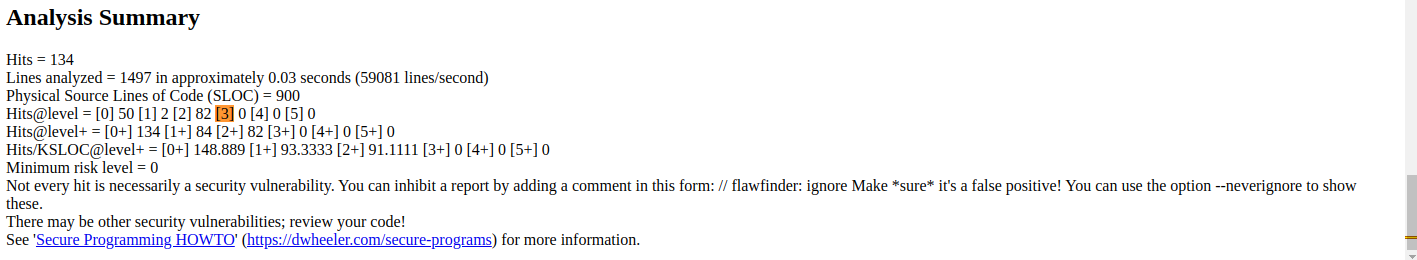 Analysis Summary
Hits = 134
Lines analyzed = 1497 in approximately 0.03 seconds (59081 lines/second)
Physical Source Lines of Code (SLOC) = 900
Hits@level = [0] 50 [1] 2 [2] 82 [3] 0 [4] 0 [5] 0
Hits@level+ = [0+] 134 [1+] 84 [2+] 82 [3+] 0 [4+] 0 [5+] 0
Hits/KSLOC@level+ = [0+] 148.889 [1+] 93.3333 [2+] 91.1111 [3+] 0 [4+] 0 [5+] 0
Minimum risk level = 0
Not every hit is necessarily a security vulnerability. You can inhibit a report by adding a comment in this form: // flawfinder: ignore Make *sure* it's a false positive! You can use the option --neverignore to show
these.
There may be other security vulnerabilities; review your code!
See 'Secure Programming HOWTO' (https://dwheeler.com/secure-programs) for more information.